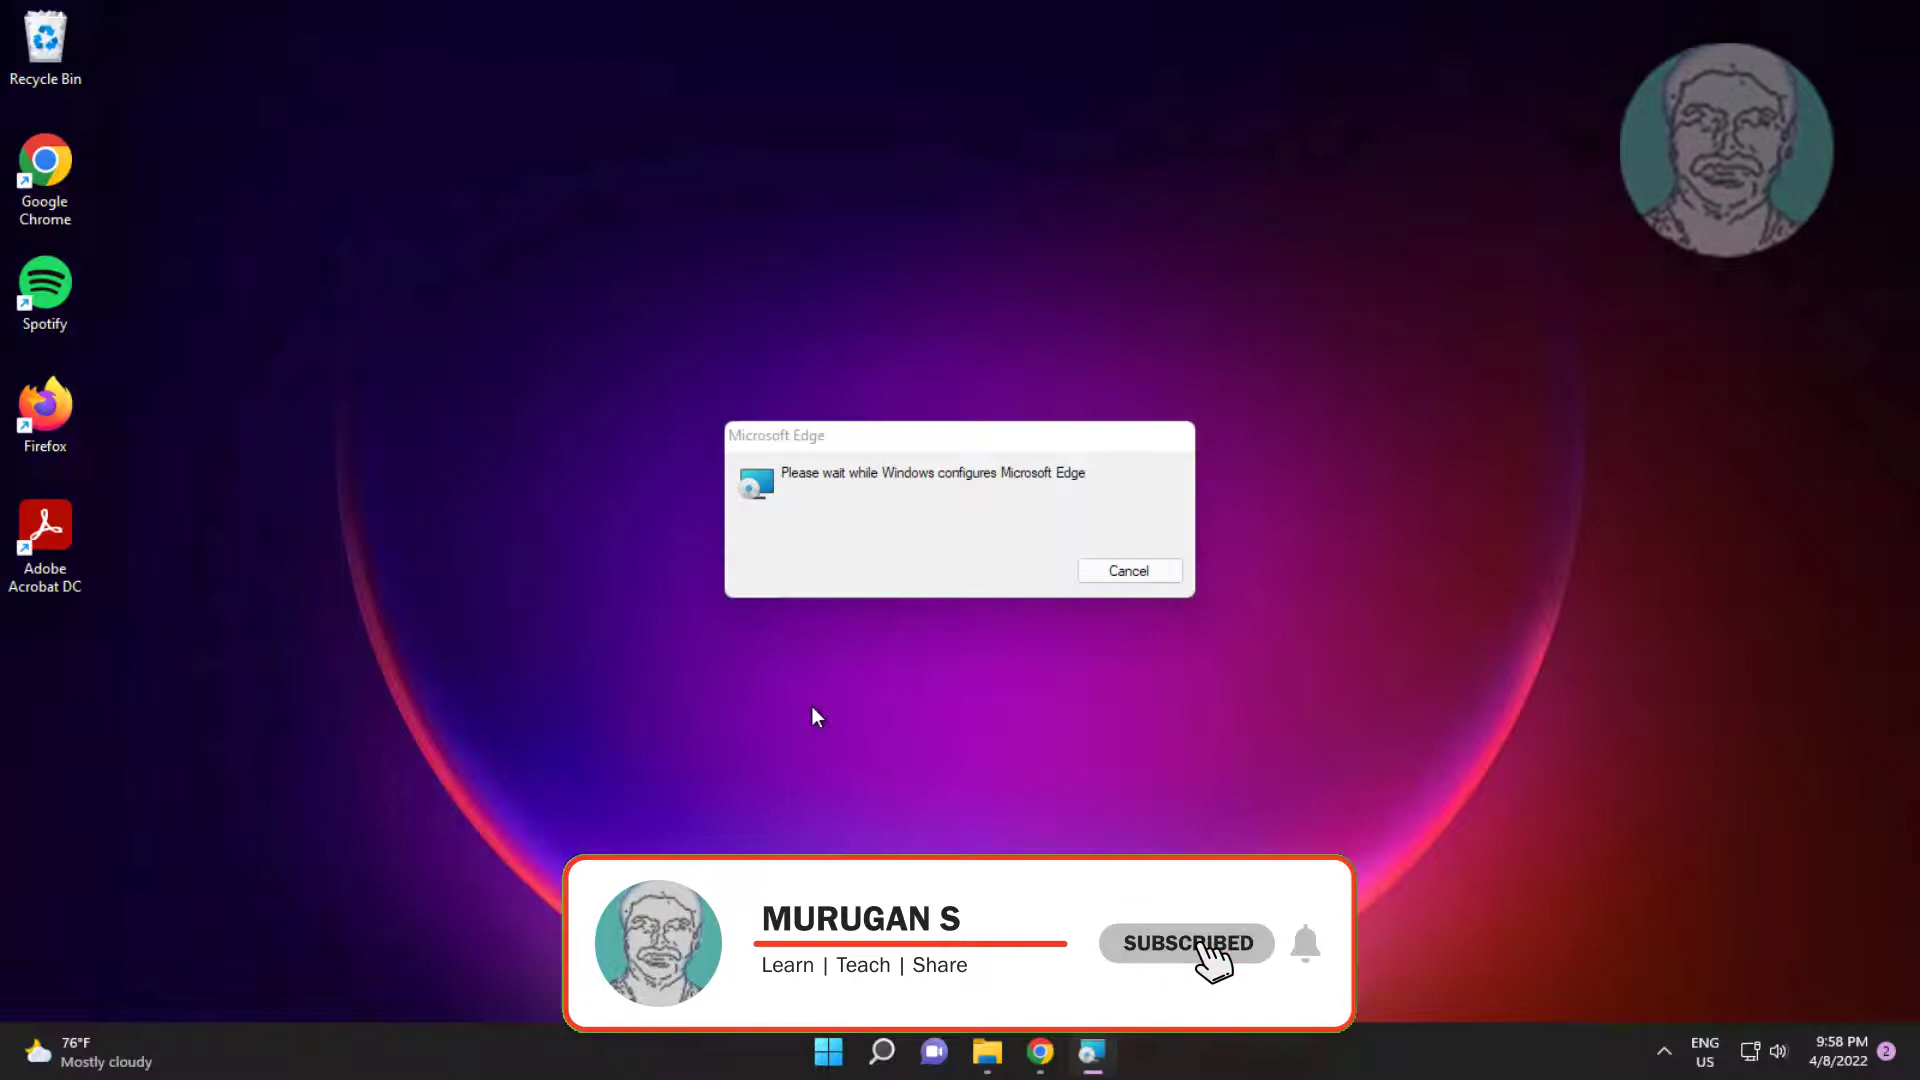 Recycle Bin
Google
Chrome
Spotify
Firefox
Adobe
Acrobat DC
Microsoft Edge
Please wait while Windows configures Microsoft Edge
Cancel
MURUGAN S
Learn | Teach | Share
SUBSCRIBED
76°F
Mostly cloudy
ENG
US
9:58 PM
4/8/2022
2